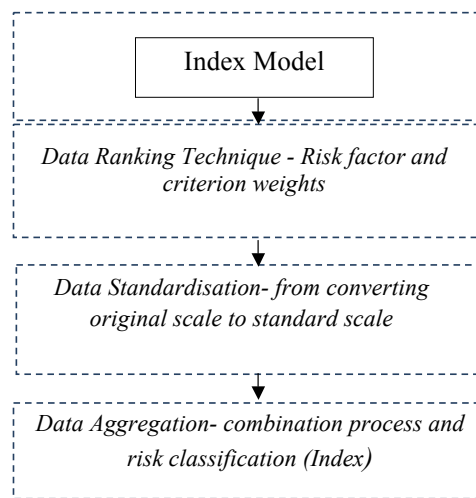 Index Model
Data Ranking Technique - Risk factor and
criterion weights
Data Standardisation- from converting
original scale to standard scale
Data Aggregation- combination process and
risk classification (Index)